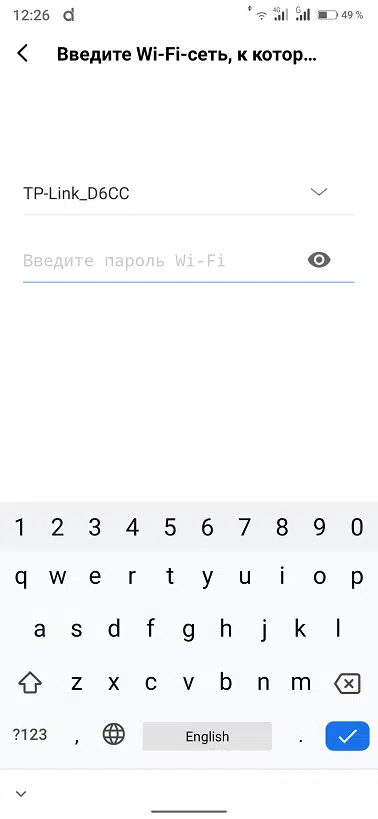 12:26 d 4G G 49 %
Введите Wi-Fi-сеть, к котор...
TP-Link_D6CC
Введите пароль Wi-Fi
1 2 3 4 5 6 7 8 9 0
q w e r t y u i o p
a s d f g h j k l
z x c v b n m
?123 , English .